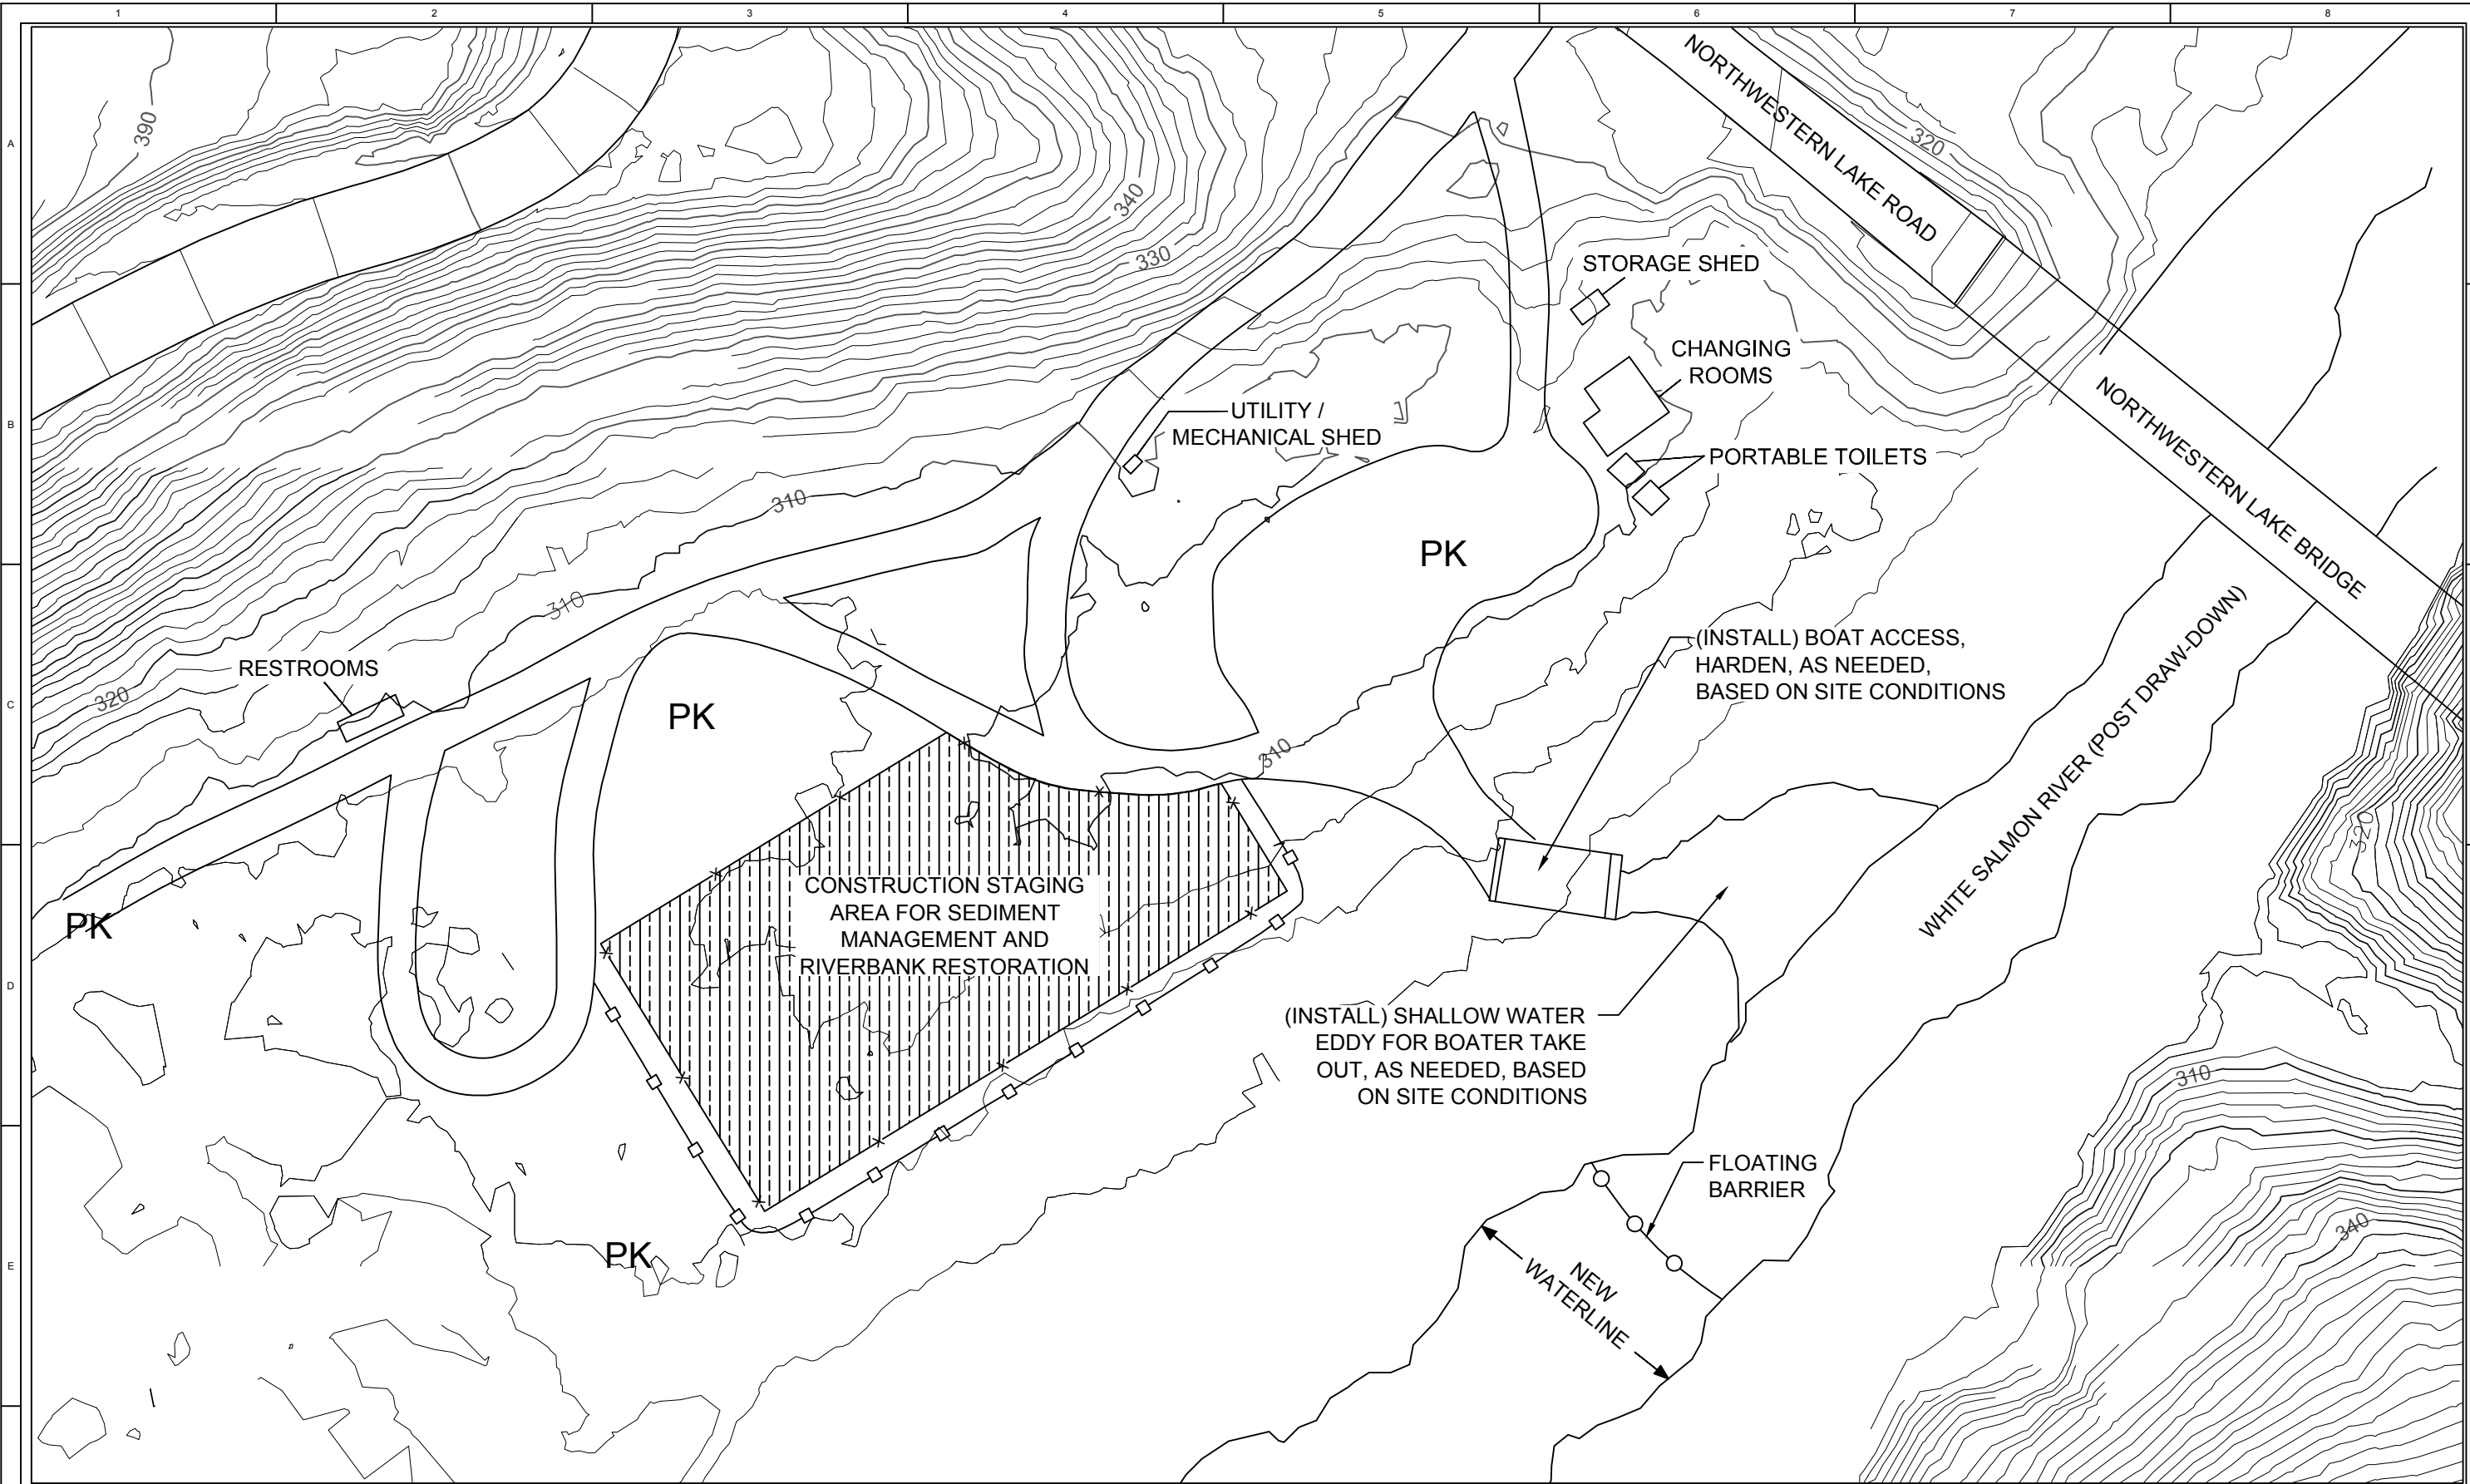 1 2 3 4 5 6 7 8
A
B
C
D
E
390
340
330
320
NORTHWESTERN LAKE ROAD
STORAGE SHED
CHANGING
ROOMS
UTILITY /
MECHANICAL SHED
PORTABLE TOILETS
NORTHWESTERN LAKE BRIDGE
310
310
PK
RESTROOMS
320
PK
(INSTALL) BOAT ACCESS,
HARDEN, AS NEEDED,
BASED ON SITE CONDITIONS
WHITE SALMON RIVER (POST DRAW-DOWN)
310
320
CONSTRUCTION STAGING
AREA FOR SEDIMENT
MANAGEMENT AND
RIVERBANK RESTORATION
PK
(INSTALL) SHALLOW WATER
EDDY FOR BOATER TAKE
OUT, AS NEEDED, BASED
ON SITE CONDITIONS
310
FLOATING
BARRIER
PK
340
NEW
WATERLINE